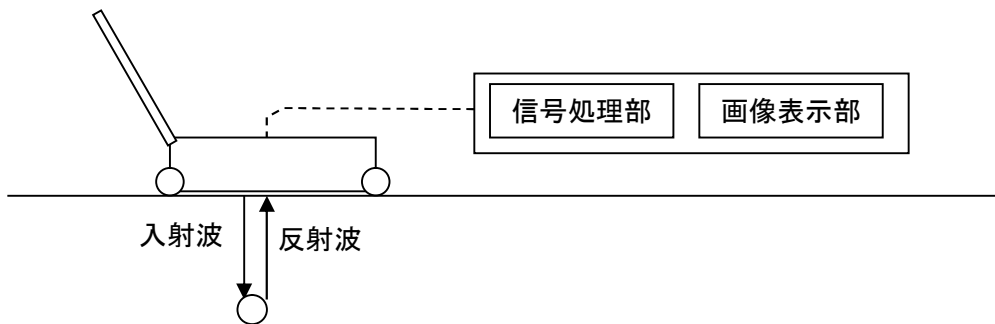 信号処理部
画像表示部
入射波
反射波